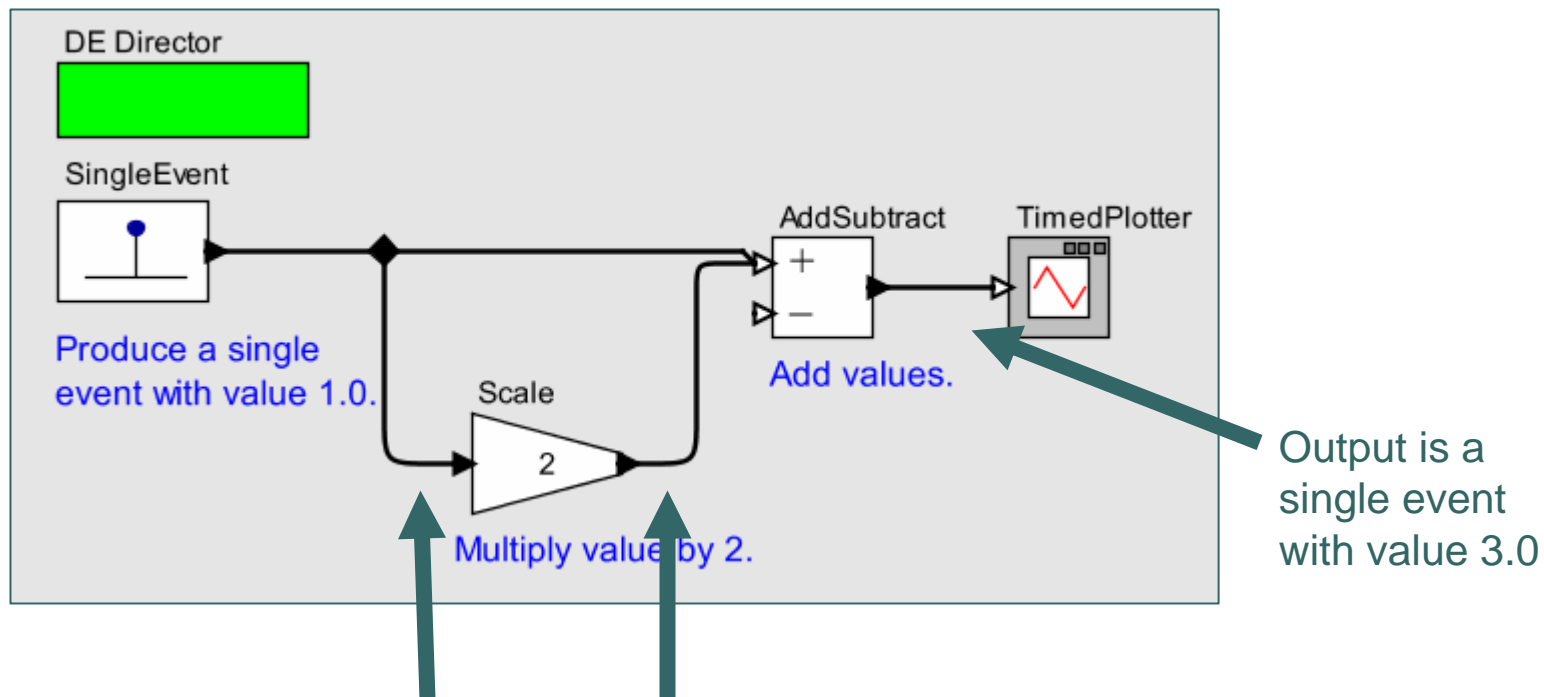 DE Director
SingleEvent
AddSubtract
TimedPlotter
+
−
Produce a single
event with value 1.0.
Add values.
Scale
2
Multiply value by 2.
Output is a
single event
with value 3.0